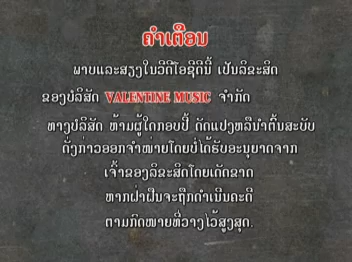 ຄຳເຕືອນ
ພາບແລະສຽງໃນວີດີໂອຊີດີນີ້ ເປັນລິຂະສິດ
ຂອງບໍລິສັດ VALENTINE MUSIC ຈຳກັດ
ທາງບໍລິສັດ ຫ້າມຜູ້ໃດກອບປີ້ ດັດແປງຫລືນຳຕົ້ນສະບັບ
ດັ່ງກ່າວອອກຈຳໜ່າຍໂດຍບໍ່ໄດ້ຮັບອະນຸຍາດຈາກ
ເຈົ້າຂອງລິຂະສິດໂດຍເດັດຂາດ
ຫາກຝ່າຝືນຈະຖືກດຳເນີນຄະດີ
ຕາມກົດໝາຍທີ່ວາງໄວ້ສູງສຸດ.